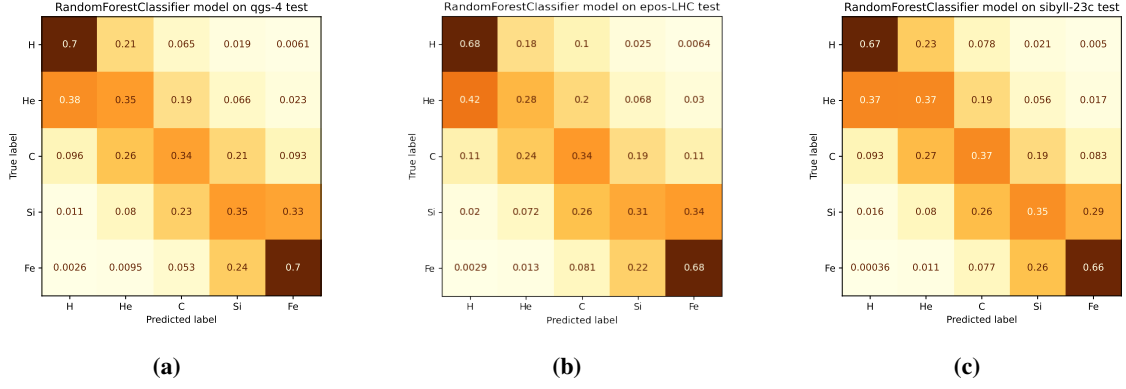 RandomForestClassifier model on qgs-4 test
H 0.7 0.21 0.065 0.019 0.0061
He 0.38 0.35 0.19 0.066 0.023
C 0.096 0.26 0.34 0.21 0.093
Si 0.011 0.08 0.23 0.35 0.33
Fe 0.0026 0.0095 0.053 0.24 0.7
H He C Si Fe
True label
Predicted label
(a)
RandomForestClassifier model on epos-LHC test
H 0.68 0.18 0.1 0.025 0.0064
He 0.42 0.28 0.2 0.068 0.03
C 0.11 0.24 0.34 0.19 0.11
Si 0.02 0.072 0.26 0.31 0.34
Fe 0.0029 0.013 0.081 0.22 0.68
H He C Si Fe
True label
Predicted label
(b)
RandomForestClassifier model on sibyll-23c test
H 0.67 0.23 0.078 0.021 0.005
He 0.37 0.37 0.19 0.056 0.017
C 0.093 0.27 0.37 0.19 0.083
Si 0.016 0.08 0.26 0.35 0.29
Fe 0.00036 0.011 0.077 0.26 0.66
H He C Si Fe
True label
Predicted label
(c)